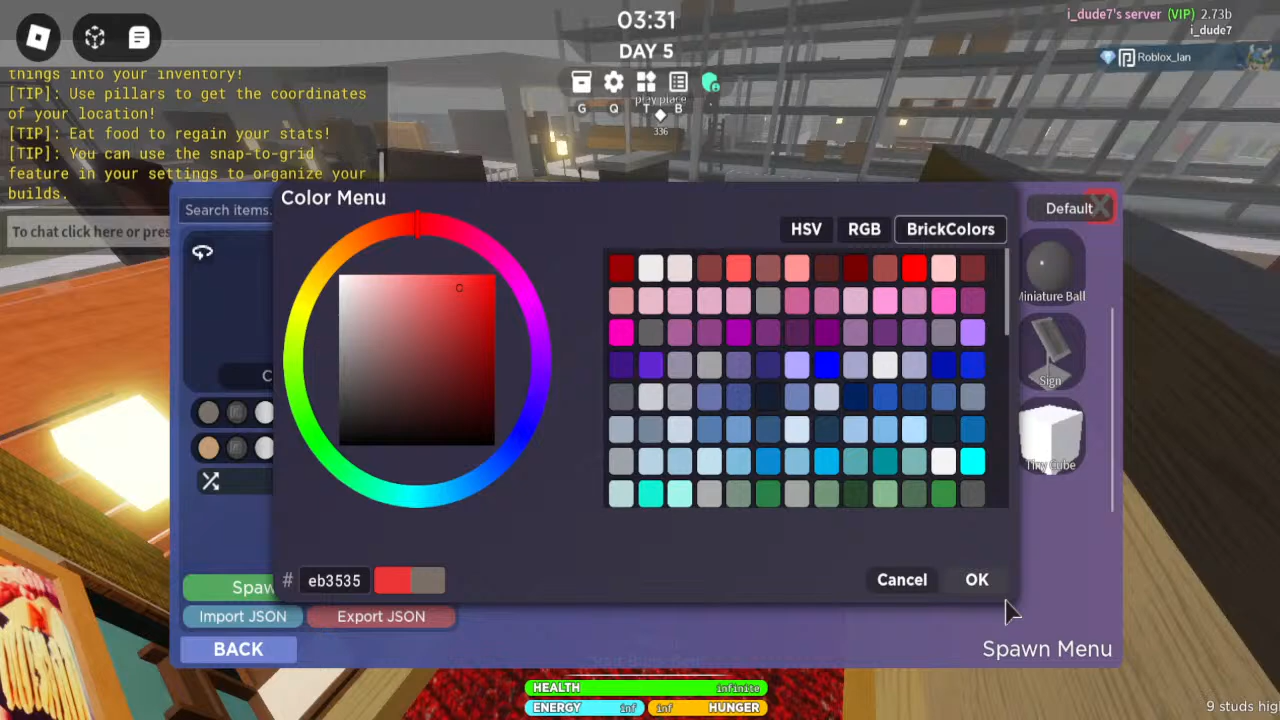 03:31
DAY 5
i_dude7's server (VIP) 2.73b
i_dude7
Roblox_Ian
G Q T B
play place
336
things into your inventory!
[TIP]: Use pillars to get the coordinates
of your location!
[TIP]: Eat food to regain your stats!
[TIP]: You can use the snap-to-grid
feature in your settings to organize your
builds.
To chat click here or pres
Search items.
Color Menu
HSV RGB BrickColors
Default X
Miniature Ball
Sign
Tiny Cube
C
# eb3535
Cancel OK
Spaw
Import JSON Export JSON
BACK
Spawn Menu
HEALTH infinite
ENERGY inf inf HUNGER
9 studs hig